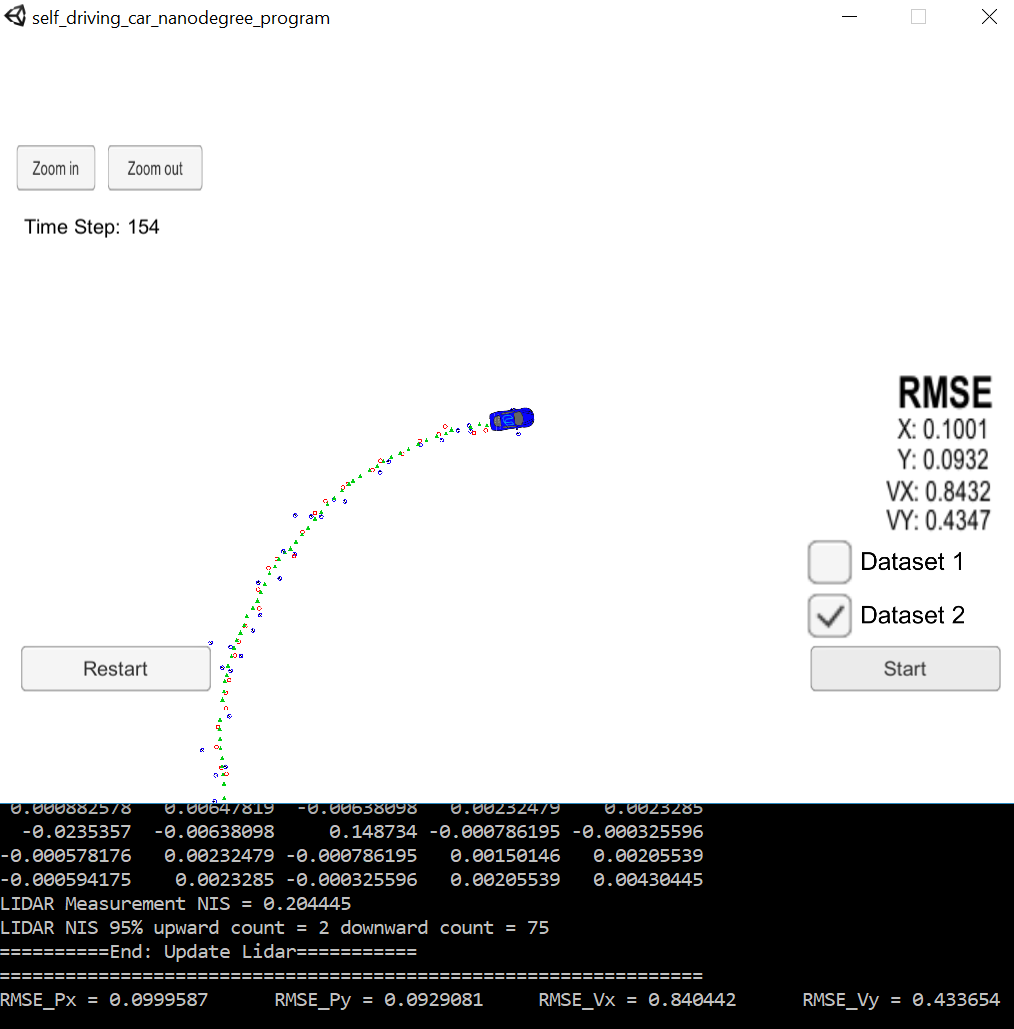 self_driving_car_nanodegree_program
Zoom in Zoom out
Time Step: 154
RMSE
X: 0.1001
Y: 0.0932
VX: 0.8432
VY: 0.4347
Dataset 1
Dataset 2
Restart
Start
0.000882578 0.00647819 -0.00638098 0.00232479 0.0023285
-0.0235357 -0.00638098 0.148734 -0.000786195 -0.000325596
-0.000578176 0.00232479 -0.000786195 0.00150146 0.00205539
-0.000594175 0.0023285 -0.000325596 0.00205539 0.00430445
LIDAR Measurement NIS = 0.204445
LIDAR NIS 95% upward count = 2 downward count = 75
==========End: Update Lidar===========
================================================================
RMSE_Px = 0.0999587 RMSE_Py = 0.0929081 RMSE_Vx = 0.840442 RMSE_Vy = 0.433654